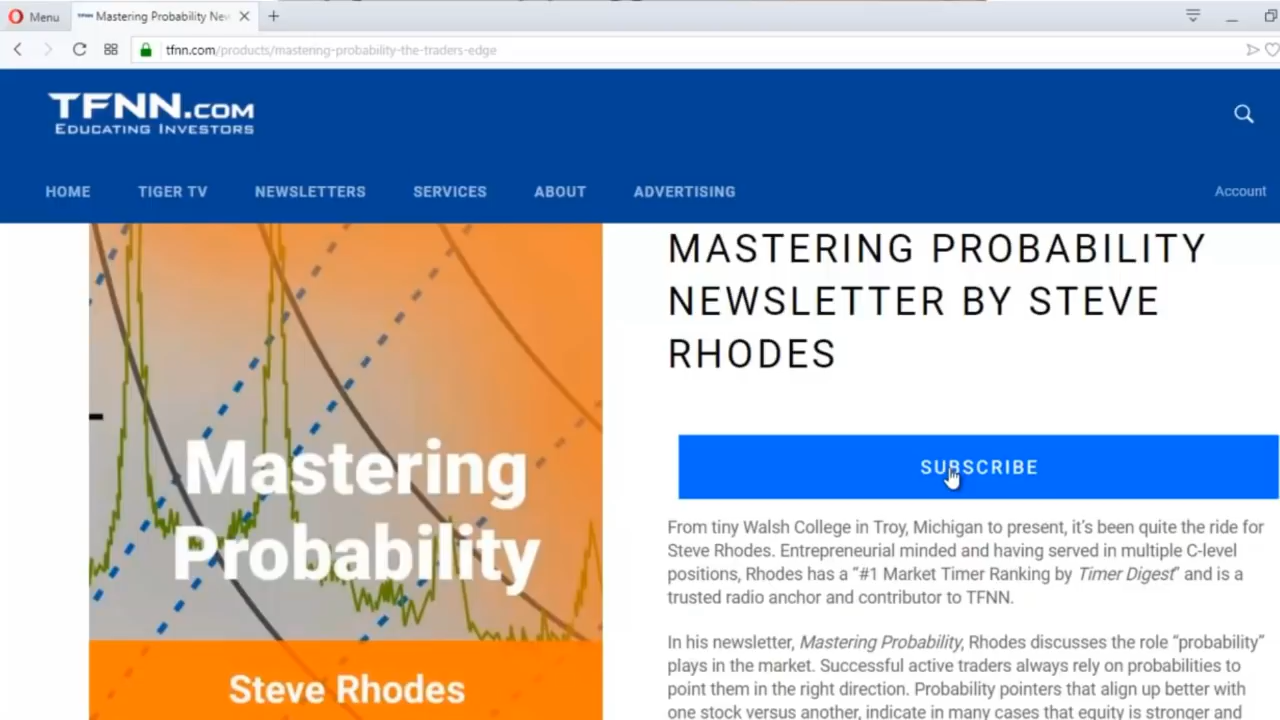 Menu
Mastering Probability New
tfnn.com/products/mastering-probability-the-traders-edge
TFNN.COM
EDUCATING INVESTORS
HOME TIGER TV NEWSLETTERS SERVICES ABOUT ADVERTISING Account
Mastering
Probability
Steve Rhodes
MASTERING PROBABILITY
NEWSLETTER BY STEVE
RHODES
SUBSCRIBE
From tiny Walsh College in Troy, Michigan to present, it's been quite the ride for
Steve Rhodes. Entrepreneurial minded and having served in multiple C-level
positions, Rhodes has a “#1 Market Timer Ranking by Timer Digest” and is a
trusted radio anchor and contributor to TFNN.
In his newsletter, Mastering Probability, Rhodes discusses the role “probability”
plays in the market. Successful active traders always rely on probabilities to
point them in the right direction. Probability pointers that align up better with
one stock versus another, indicate in many cases that equity is stronger and